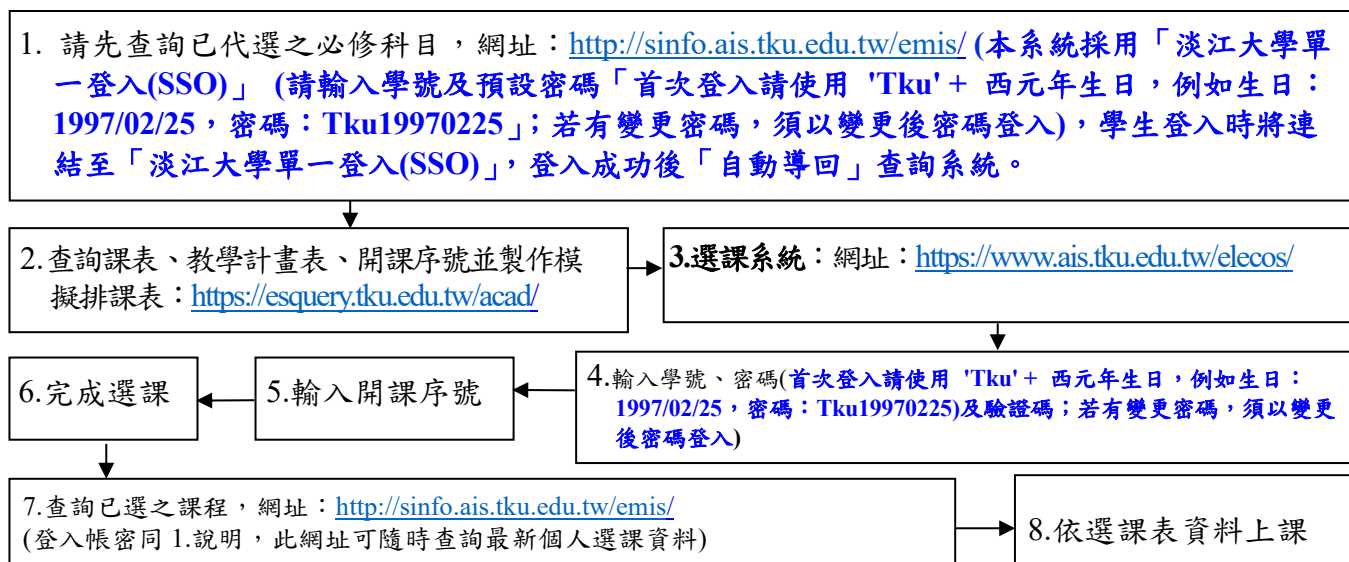 1. 請先查詢已代選之必修科目，網址：http://sinfo.ais.tku.edu.tw/emis/ (本系統採用「淡江大學單
一登入(SSO)」 (請輸入學號及預設密碼「首次登入請使用 'Tku'+ 西元年生日，例如生日：
1997/02/25，密碼：Tku19970225」；若有變更密碼，須以變更後密碼登入)，學生登入時將連
結至「淡江大學單一登入(SSO)」，登入成功後「自動導回」查詢系統。
2.查詢課表、教學計畫表、開課序號並製作模
擬排課表：https://esquery.tku.edu.tw/acad/
3.選課系統：網址：https://www.ais.tku.edu.tw/elecos/
4.輸入學號、密碼(首次登入請使用 'Tku'+ 西元年生日，例如生日：
1997/02/25，密碼：Tku19970225)及驗證碼；若有變更密碼，須以變更
後密碼登入)
5.輸入開課序號
6.完成選課
7.查詢已選之課程，網址：http://sinfo.ais.tku.edu.tw/emis/
(登入帳密同 1.說明，此網址可隨時查詢最新個人選課資料)
8.依選課表資料上課